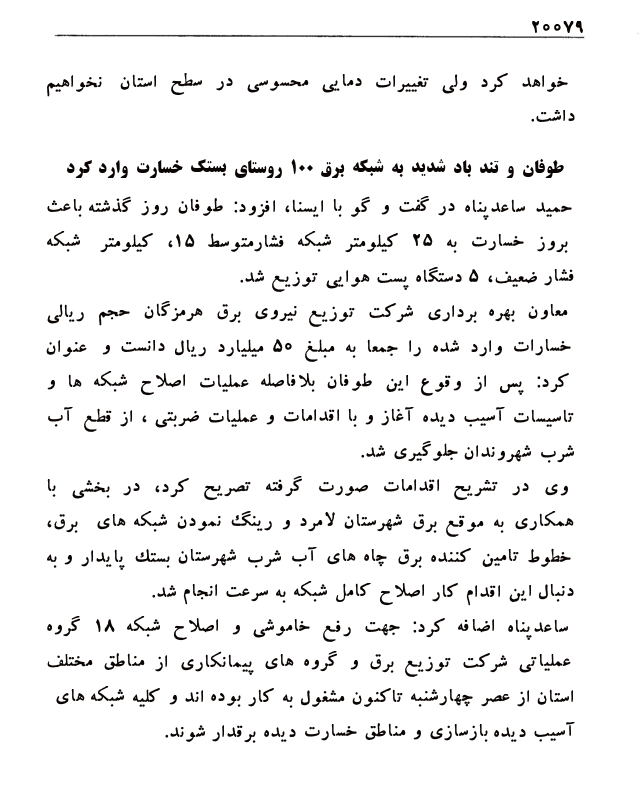 ۲۰۰۷۹
خواهد کرد ولی تغییرات دمایی محسوسی در سطح استان نخواهیم
داشت.
طوفان و تند باد شدید به شبکه برق ۱۰۰ روستای بستک خسارت وارد کرد
حمید ساعدپناه در گفت و گو با ایسنا، افزود: طوفان روز گذشته باعث
بروز خسارت به ۲۵ کیلومتر شبکه فشارمتوسط ۱۵، کیلومتر شبکه
فشار ضعیف، ۵ دستگاه پست هوایی توزیع شد.
معاون بهره برداری شرکت توزیع نیروی برق هرمزگان حجم ریالی
خسارات وارد شده را جمعا به مبلغ ۵۰ میلیارد ریال دانست و عنوان
کرد: پس از وقوع این طوفان بلافاصله عملیات اصلاح شبکه ها و
تاسیسات آسیب دیده آغاز و با اقدامات و عملیات ضربتی ، از قطع آب
شرب شهروندان جلوگیری شد.
وی در تشریح اقدامات صورت گرفته تصریح کرد، در بخشی با
همکاری به موقع برق شهرستان لامرد و رینگ نمودن شبکه های برق،
خطوط تامین کننده برق چاه های آب شرب شهرستان بستک پایدار و به
دنبال این اقدام کار اصلاح کامل شبکه به سرعت انجام شد.
ساعدپناه اضافه کرد: جهت رفع خاموشی و اصلاح شبکه ۱۸ گروه
عملیاتی شرکت توزیع برق و گروه های پیمانکاری از مناطق مختلف
استان از عصر چهارشنبه تاکنون مشغول به کار بوده اند و کلیه شبکه های
آسیب دیده بازسازی و مناطق خسارت دیده برقدار شوند.